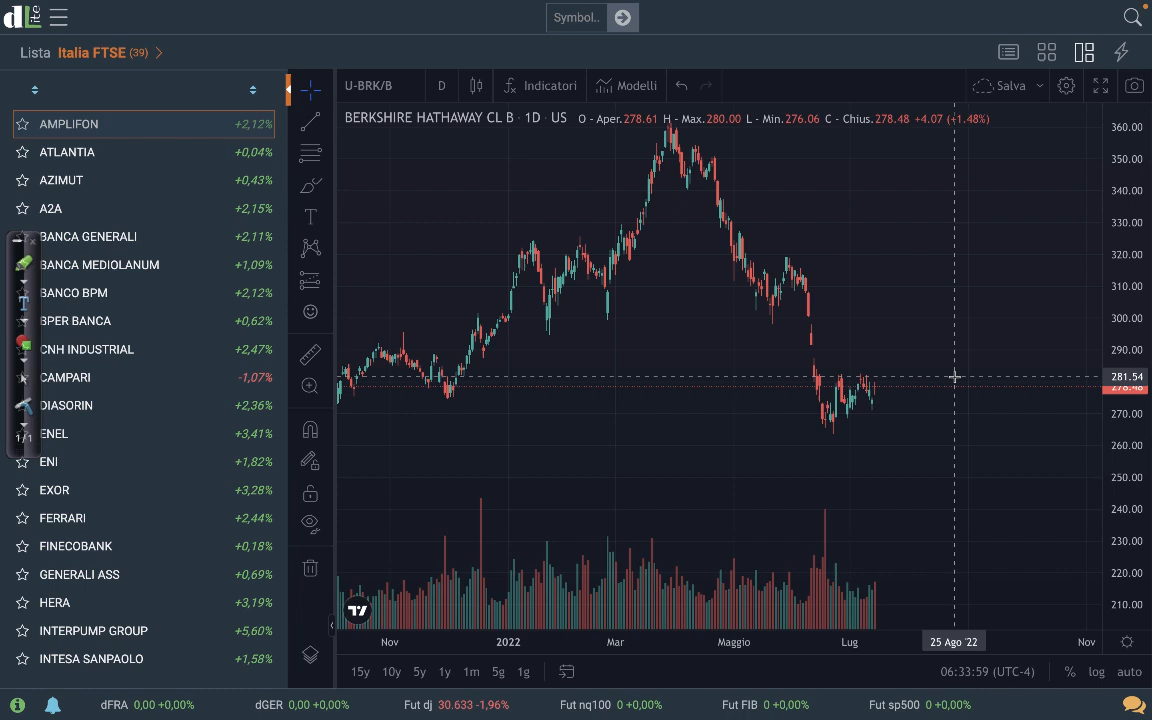 dLite
Symbol..
Lista Italia FTSE (39)
AMPLIFON +2,12%
ATLANTIA +0,04%
AZIMUT +0,43%
A2A +2,15%
BANCA GENERALI +2,11%
BANCA MEDIOLANUM +1,09%
BANCO BPM +2,12%
BPER BANCA +0,62%
CNH INDUSTRIAL +2,47%
CAMPARI -1,07%
DIASORIN +2,36%
ENEL +3,41%
ENI +1,82%
EXOR +3,28%
FERRARI +2,44%
FINECOBANK +0,18%
GENERALI ASS +0,69%
HERA +3,19%
INTERPUMP GROUP +5,60%
INTESA SANPAOLO +1,58%
T
1/1
U-BRK/B D Indicatori Modelli Salva
BERKSHIRE HATHAWAY CL B · 1D · US O - Aper.278.61 H - Max.280.00 L - Min.276.06 C - Chius.278.48 +4.07 (+1.48%)
360.00
350.00
340.00
330.00
320.00
310.00
300.00
290.00
281.54
278.48
270.00
260.00
250.00
240.00
230.00
220.00
210.00
Nov 2022 Mar Maggio Lug 25 Ago '22 Nov
15y 10y 5y 1y 1m 5g 1g 06:33:59 (UTC-4) % log auto
dFRA 0,00 +0,00% dGER 0,00 +0,00% Fut dj 30.633 -1,96% Fut nq100 0 +0,00% Fut FIB 0 +0,00% Fut sp500 0 +0,00%